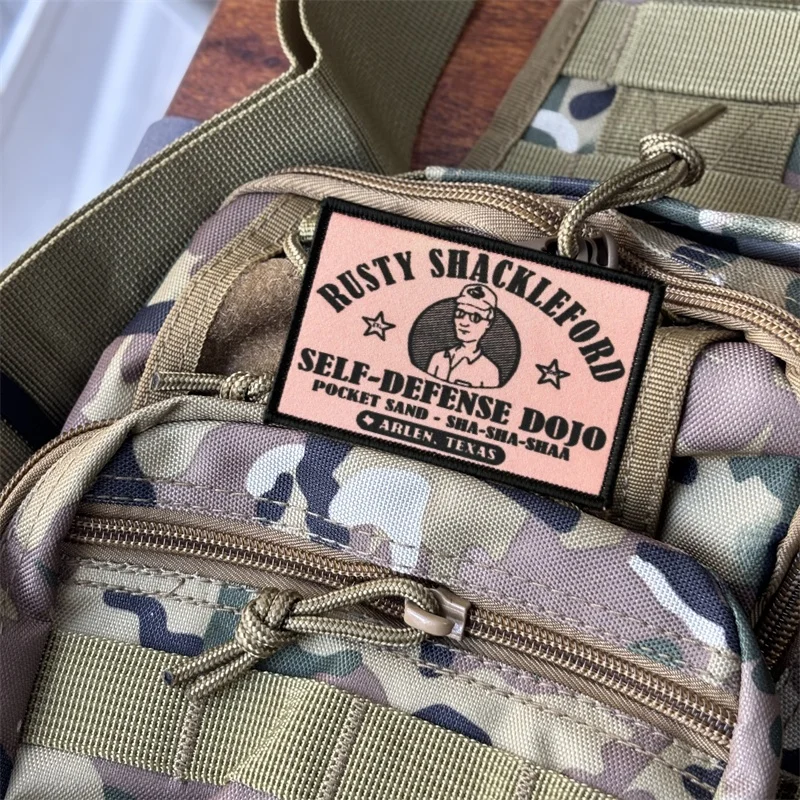 RUSTY SHACKLEFORD
SELF-DEFENSE DOJO
POCKET SAND - SHA-SHA-SHAA
ARLEN, TEXAS